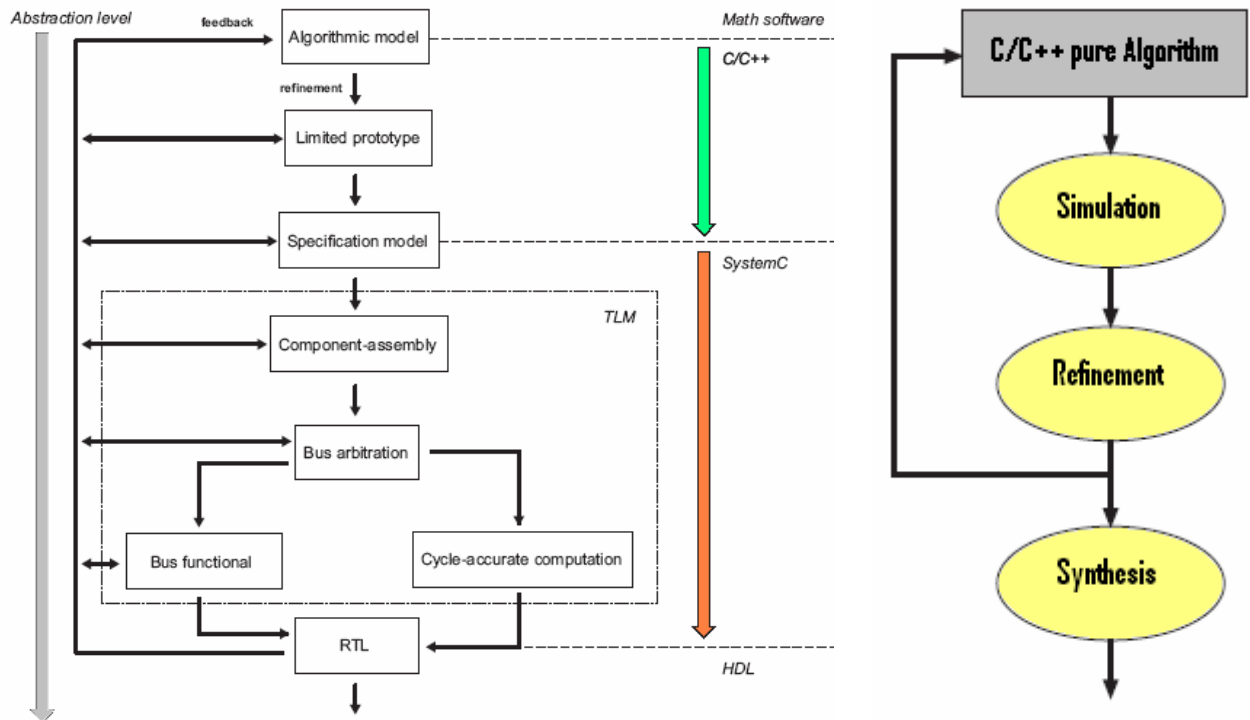 Abstraction level
feedback
Algorithmic model
Math software
C/C++
refinement
Limited prototype
Specification model
SystemC
TLM
Component-assembly
Bus arbitration
Bus functional
Cycle-accurate computation
RTL
HDL
C/C++ pure Algorithm
Simulation
Refinement
Synthesis